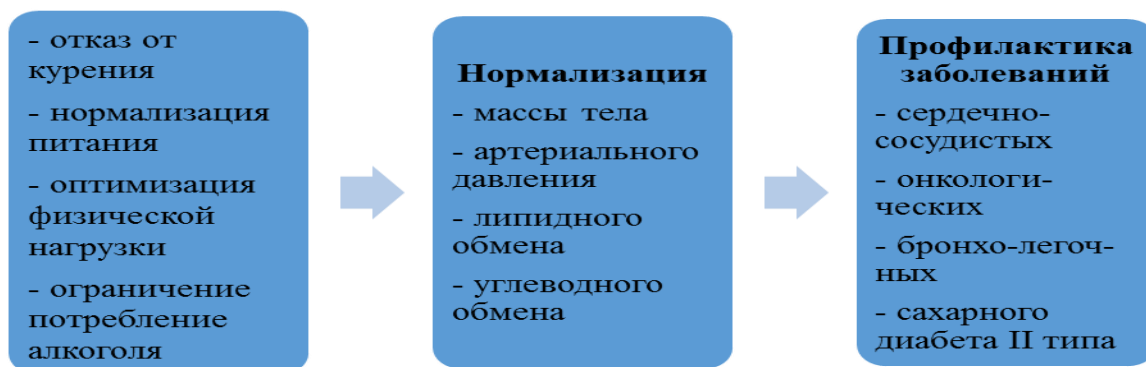 - отказ от
курения
- нормализация
питания
- оптимизация
физической
нагрузки
- ограничение
потребление
алкоголя
Нормализация
- массы тела
- артериального
давления
- липидного
обмена
- углеводного
обмена
Профилактика
заболеваний
- сердечно-
сосудистых
- онкологи-
ческих
- бронхо-легоч-
ных
- сахарного
диабета II типа